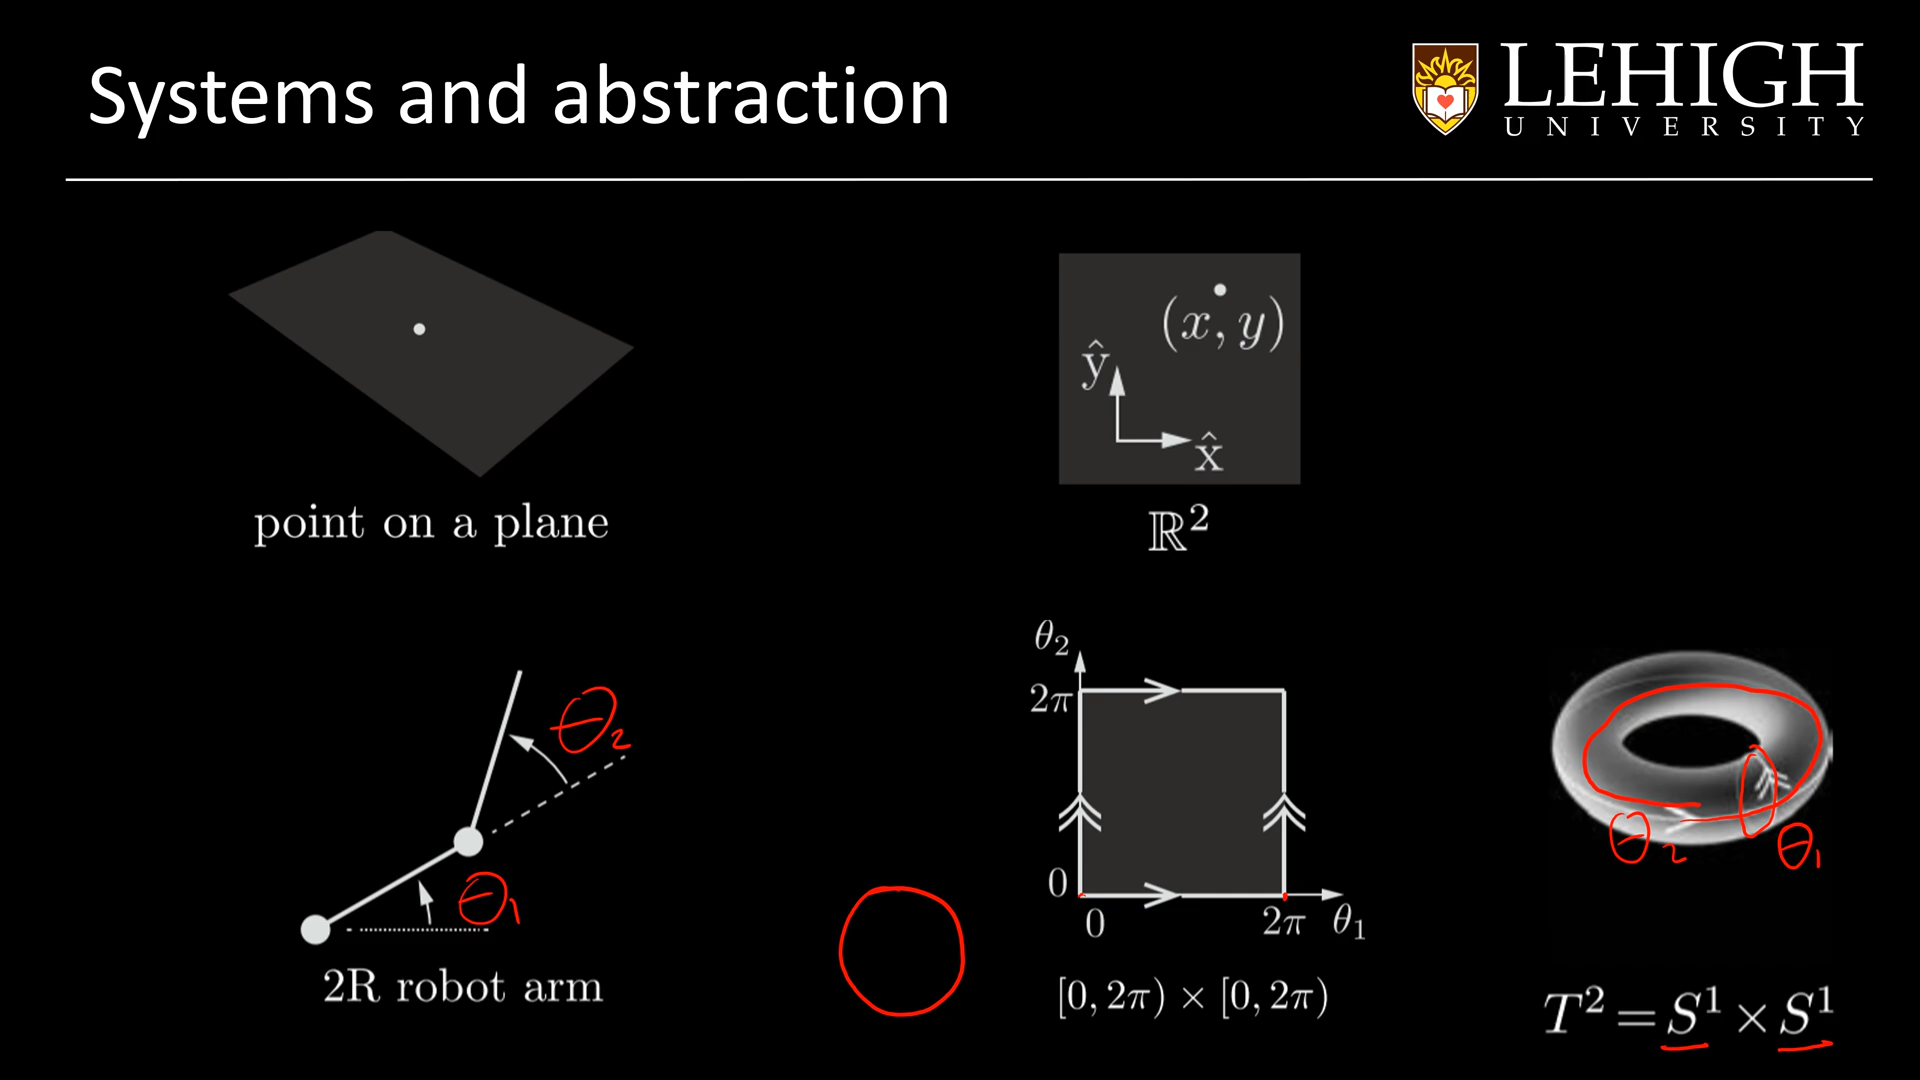 Systems and abstraction
LEHIGH
UNIVERSITY
(x, y)
ŷ
x̂
point on a plane
ℝ²
θ₂
2π
0
0
2π
θ₁
θ₂
θ₁
θ₂
θ₁
2R robot arm
[0, 2π) × [0, 2π)
T² = S¹ × S¹